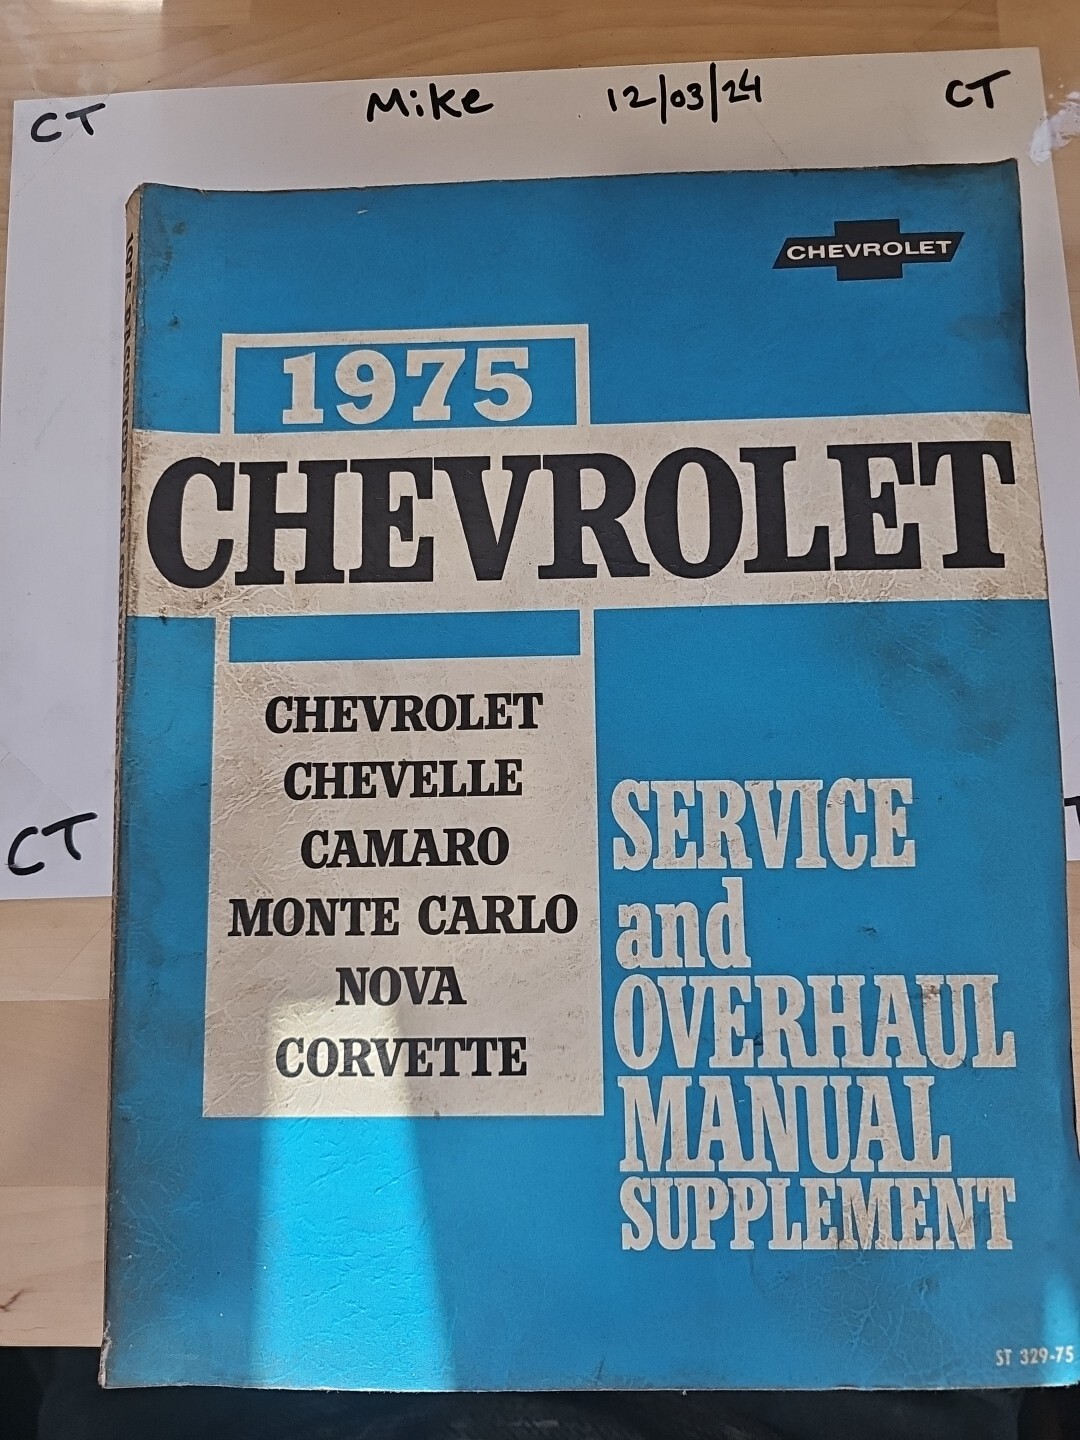 CT Mike 12/03/24 CT
CHEVROLET
1975
CHEVROLET
CHEVROLET
CHEVELLE
CAMARO
MONTE CARLO
NOVA
CORVETTE
SERVICE
and
OVERHAUL
MANUAL
SUPPLEMENT
CT
ST 329-75